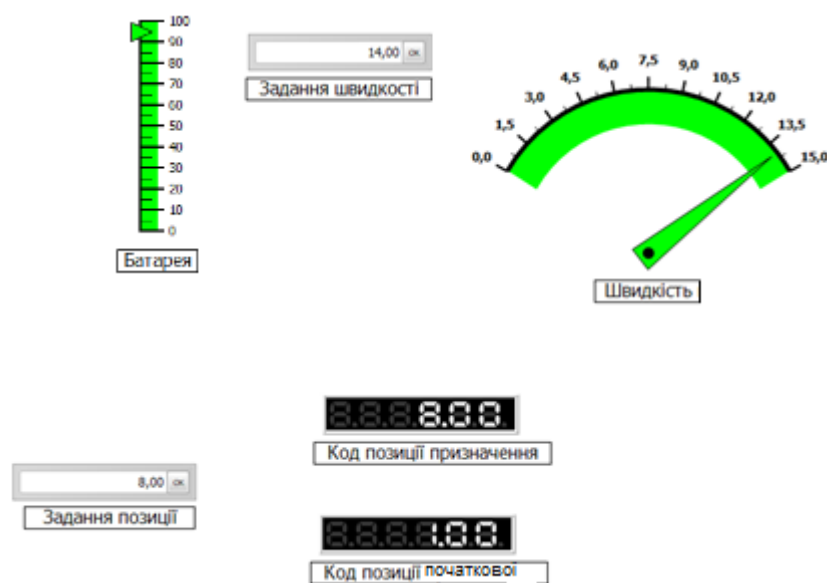 100
90
80
70
60
50
40
30
20
10
0
Батарея
14,00 ок
Задання швидкості
0,0 1,5 3,0 4,5 6,0 7,5 9,0 10,5 12,0 13,5 15,0
Швидкість
8.00
Код позиції призначення
8,00 ок
Задання позиції
1.00
Код позиції початкової